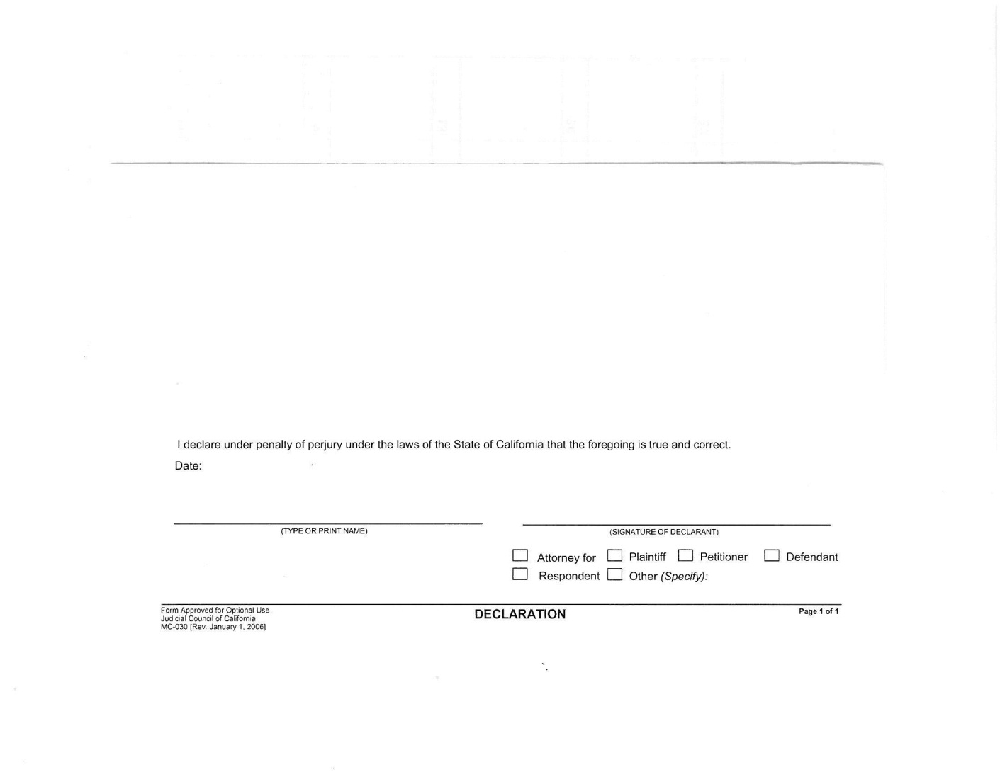 I declare under penalty of perjury under the laws of the State of California that the foregoing is true and correct.
Date:
(TYPE OR PRINT NAME)
(SIGNATURE OF DECLARANT)
Attorney for Plaintiff Petitioner Defendant
Respondent Other (Specify):
Form Approved for Optional Use
Judicial Council of California
MC-030 [Rev. January 1, 2006]
DECLARATION
Page 1 of 1